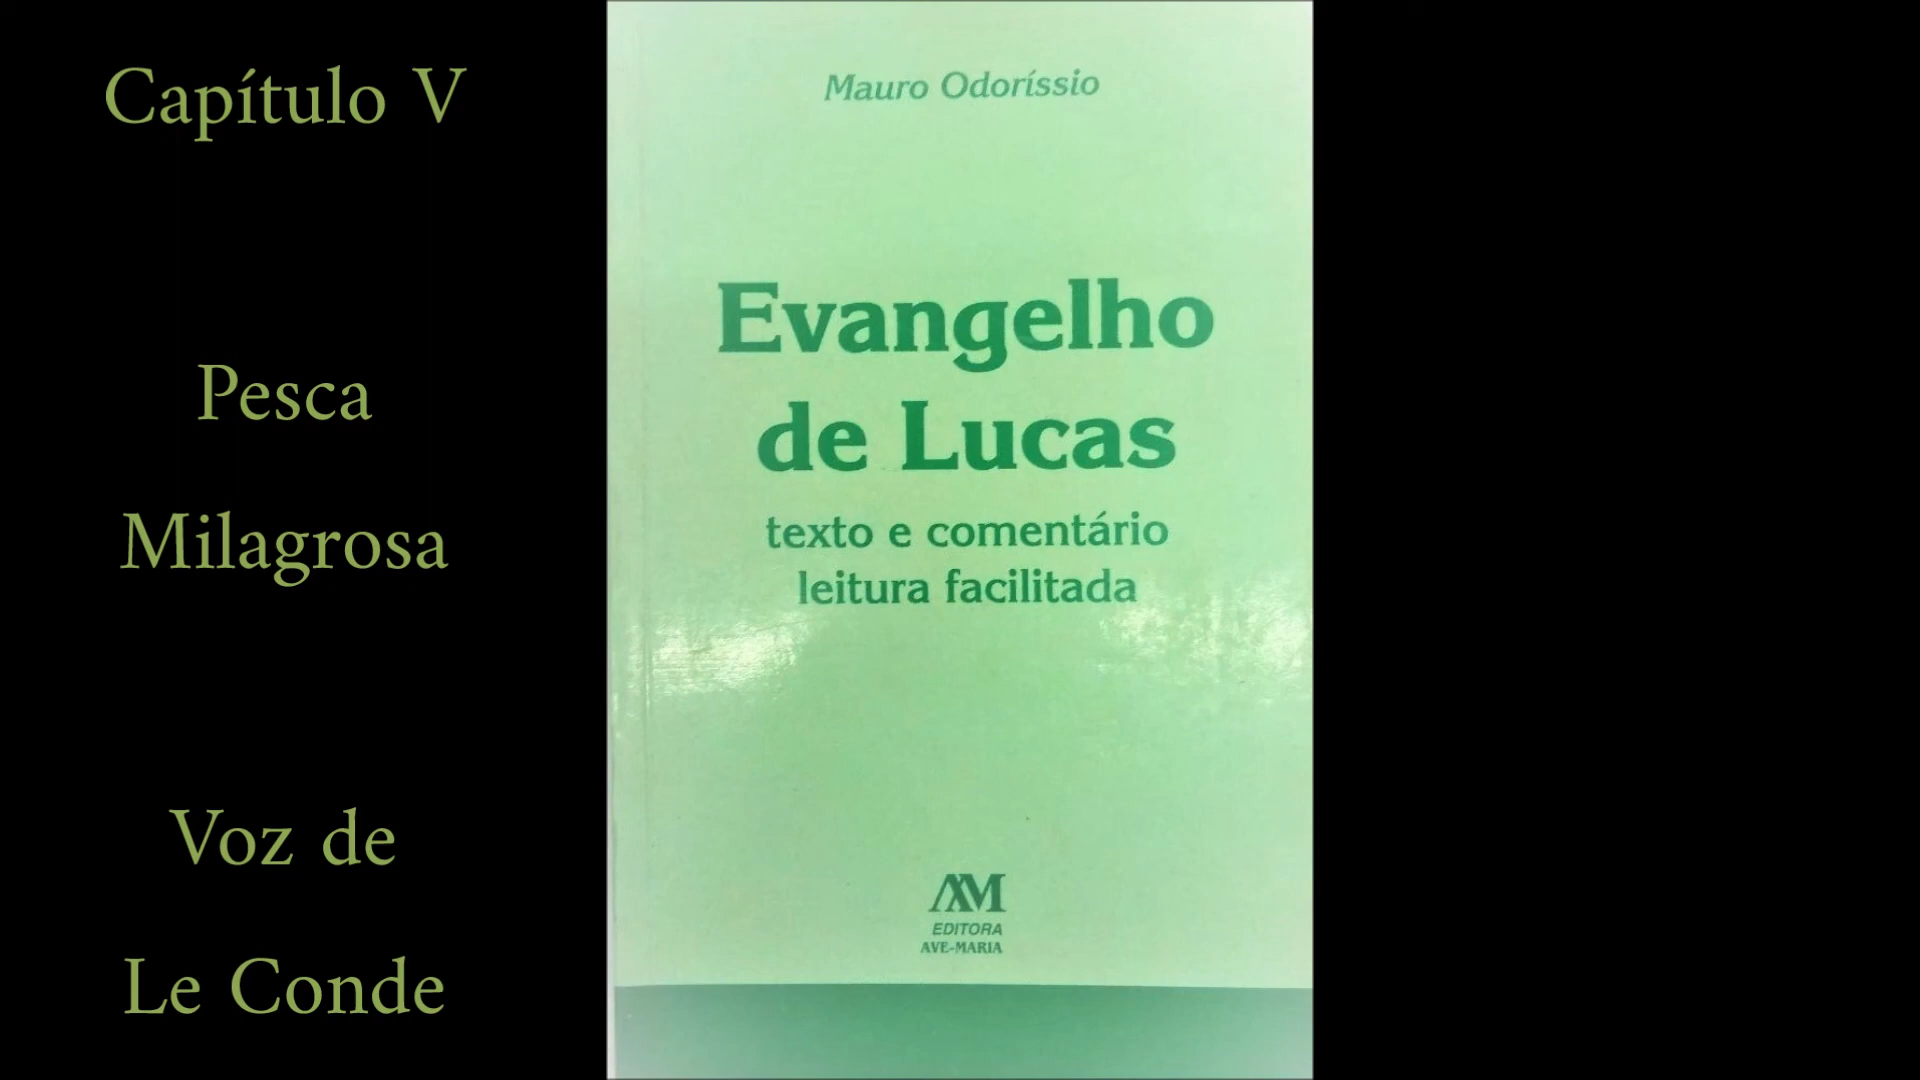 Capítulo V
Pesca
Milagrosa
Voz de
Le Conde
Mauro Odoríssio
Evangelho
de Lucas
texto e comentário
leitura facilitada
AM
EDITORA
AVE-MARIA